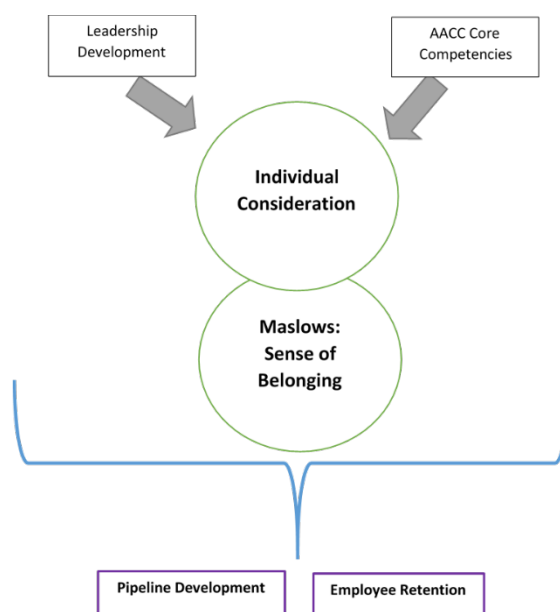 Leadership
Development
AACC Core
Competencies
Individual
Consideration
Maslows:
Sense of
Belonging
Pipeline Development
Employee Retention